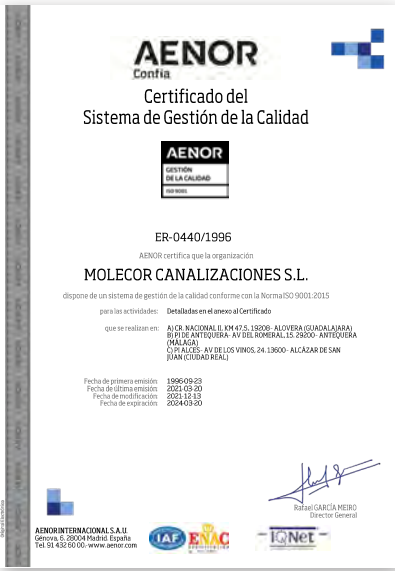 AENOR
Confía
Certificado del
Sistema de Gestión de la Calidad
AENOR
GESTIÓN
DE LA CALIDAD
ISO 9001
ER-0440/1996
AENOR certifica que la organización
MOLECOR CANALIZACIONES S.L.
dispone de un sistema de gestión de la calidad conforme con la Norma ISO 9001:2015
para las actividades: Detalladas en el anexo al Certificado
que se realizan en: A) CR. NACIONAL II, KM 47,5. 19208 - ALOVERA (GUADALAJARA)
B) PI DE ANTEQUERA - AV DEL ROMERAL, 15. 29200 - ANTEQUERA
(MÁLAGA)
C) PI ALCES - AV DE LOS VINOS, 24. 13600 - ALCÁZAR DE SAN
JUAN (CIUDAD REAL)
Fecha de primera emisión: 1996-09-23
Fecha de última emisión: 2021-03-20
Fecha de modificación: 2021-12-13
Fecha de expiración: 2024-03-20
Rafael GARCÍA MEIRO
Director General
AENOR INTERNACIONAL S.A.U.
Génova, 6. 28004 Madrid. España
Tel. 91 432 60 00.- www.aenor.com
IAF
ENAC
IQNet